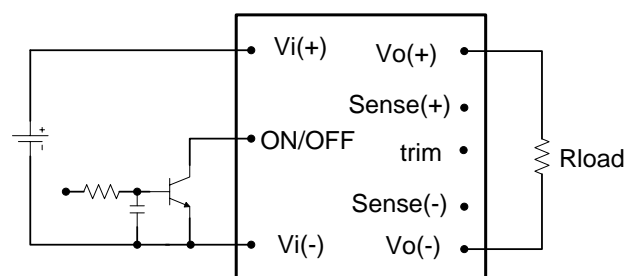 Vi(+)
Vo(+)
Sense(+)
ON/OFF
trim
Rload
Sense(-)
Vi(-)
Vo(-)
+
-